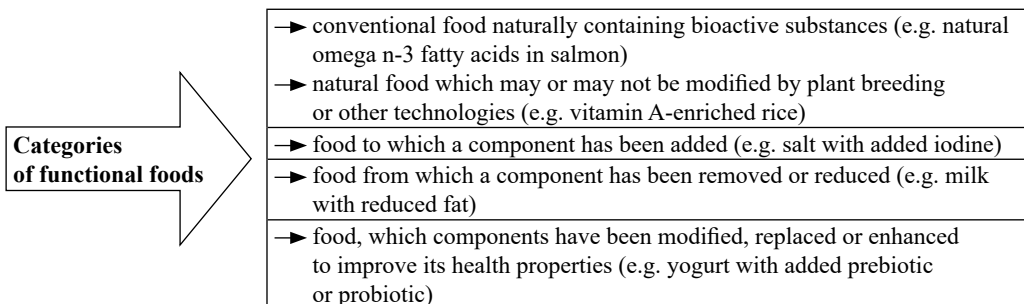 Categories
of functional foods
→ conventional food naturally containing bioactive substances (e.g. natural
omega n-3 fatty acids in salmon)
→ natural food which may or may not be modified by plant breeding
or other technologies (e.g. vitamin A-enriched rice)
→ food to which a component has been added (e.g. salt with added iodine)
→ food from which a component has been removed or reduced (e.g. milk
with reduced fat)
→ food, which components have been modified, replaced or enhanced
to improve its health properties (e.g. yogurt with added prebiotic
or probiotic)